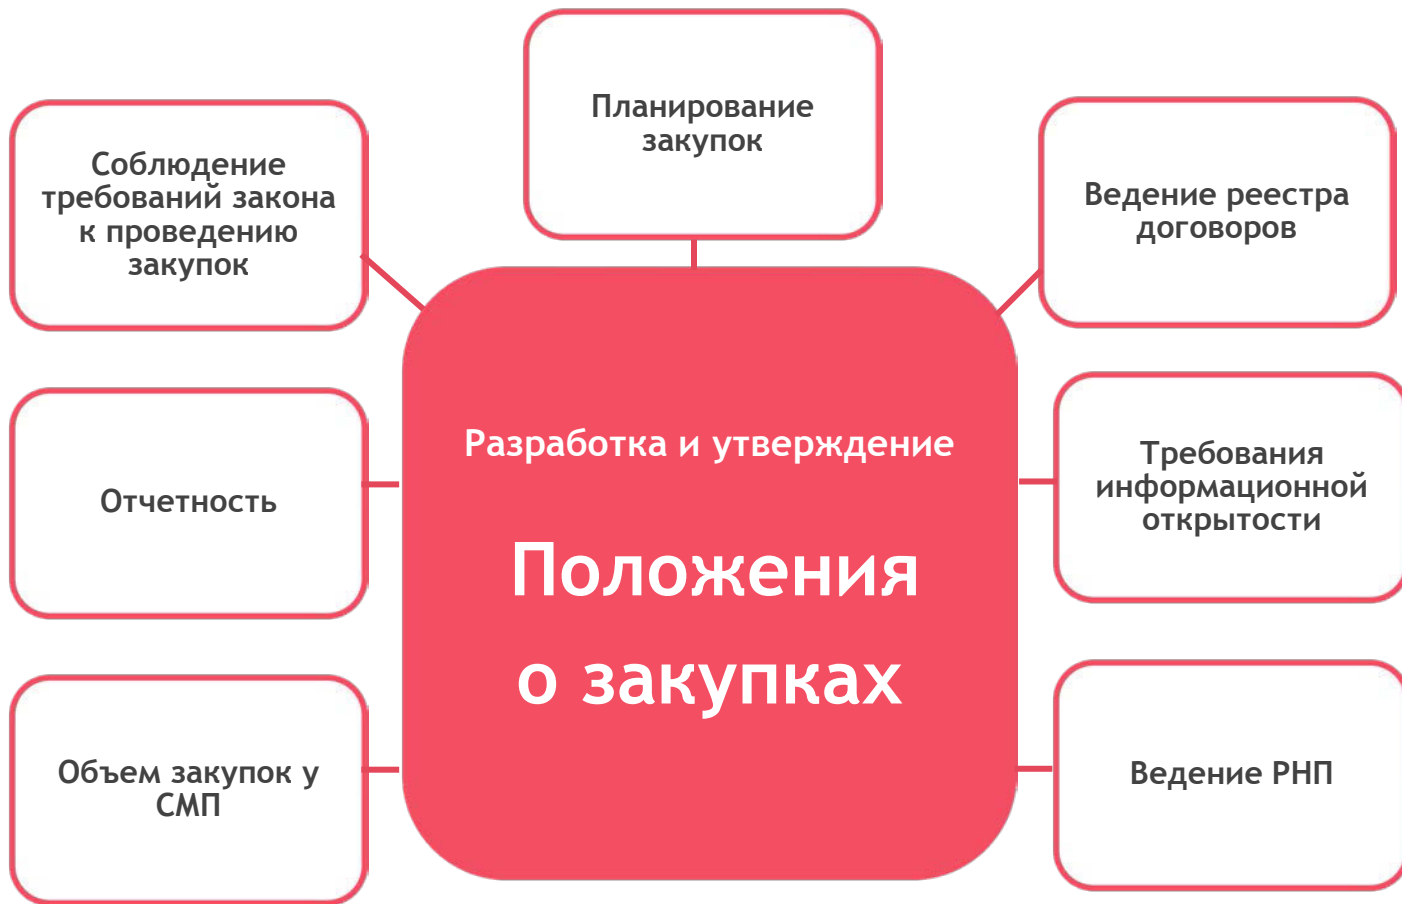 Планирование
закупок
Соблюдение
требований закона
к проведению
закупок
Ведение реестра
договоров
Разработка и утверждение
Положения
о закупках
Отчетность
Требования
информационной
открытости
Объем закупок у
СМП
Ведение РНП